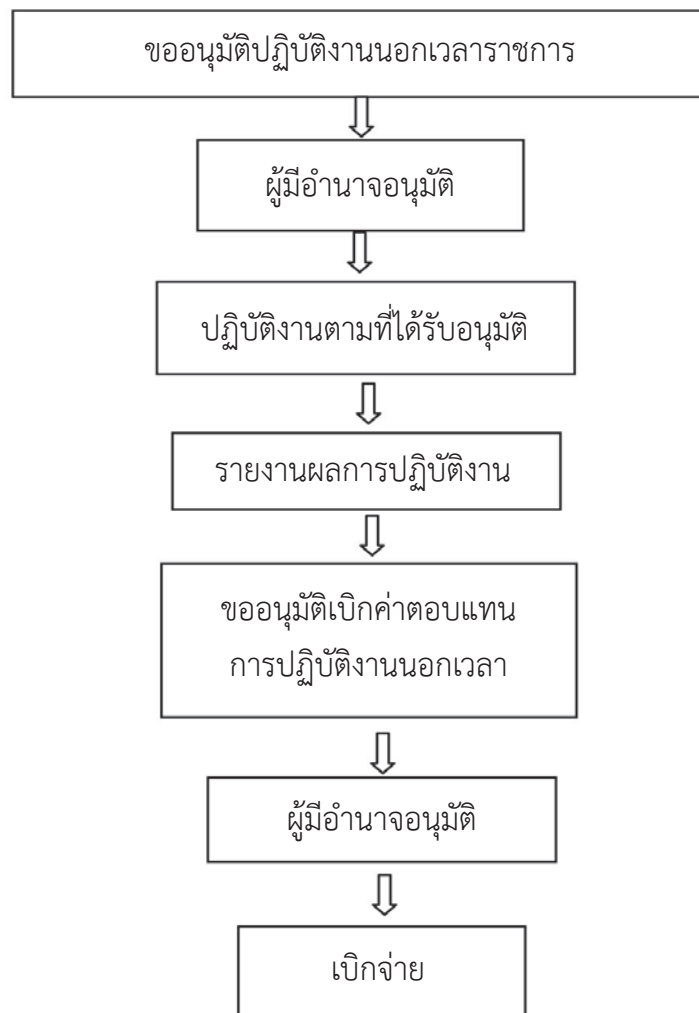 ขออนุมัติปฏิบัติงานนอกเวลาราชการ
ผู้มีอำนาจอนุมัติ
ปฏิบัติงานตามที่ได้รับอนุมัติ
รายงานผลการปฏิบัติงาน
ขออนุมัติเบิกค่าตอบแทน
การปฏิบัติงานนอกเวลา
ผู้มีอำนาจอนุมัติ
เบิกจ่าย